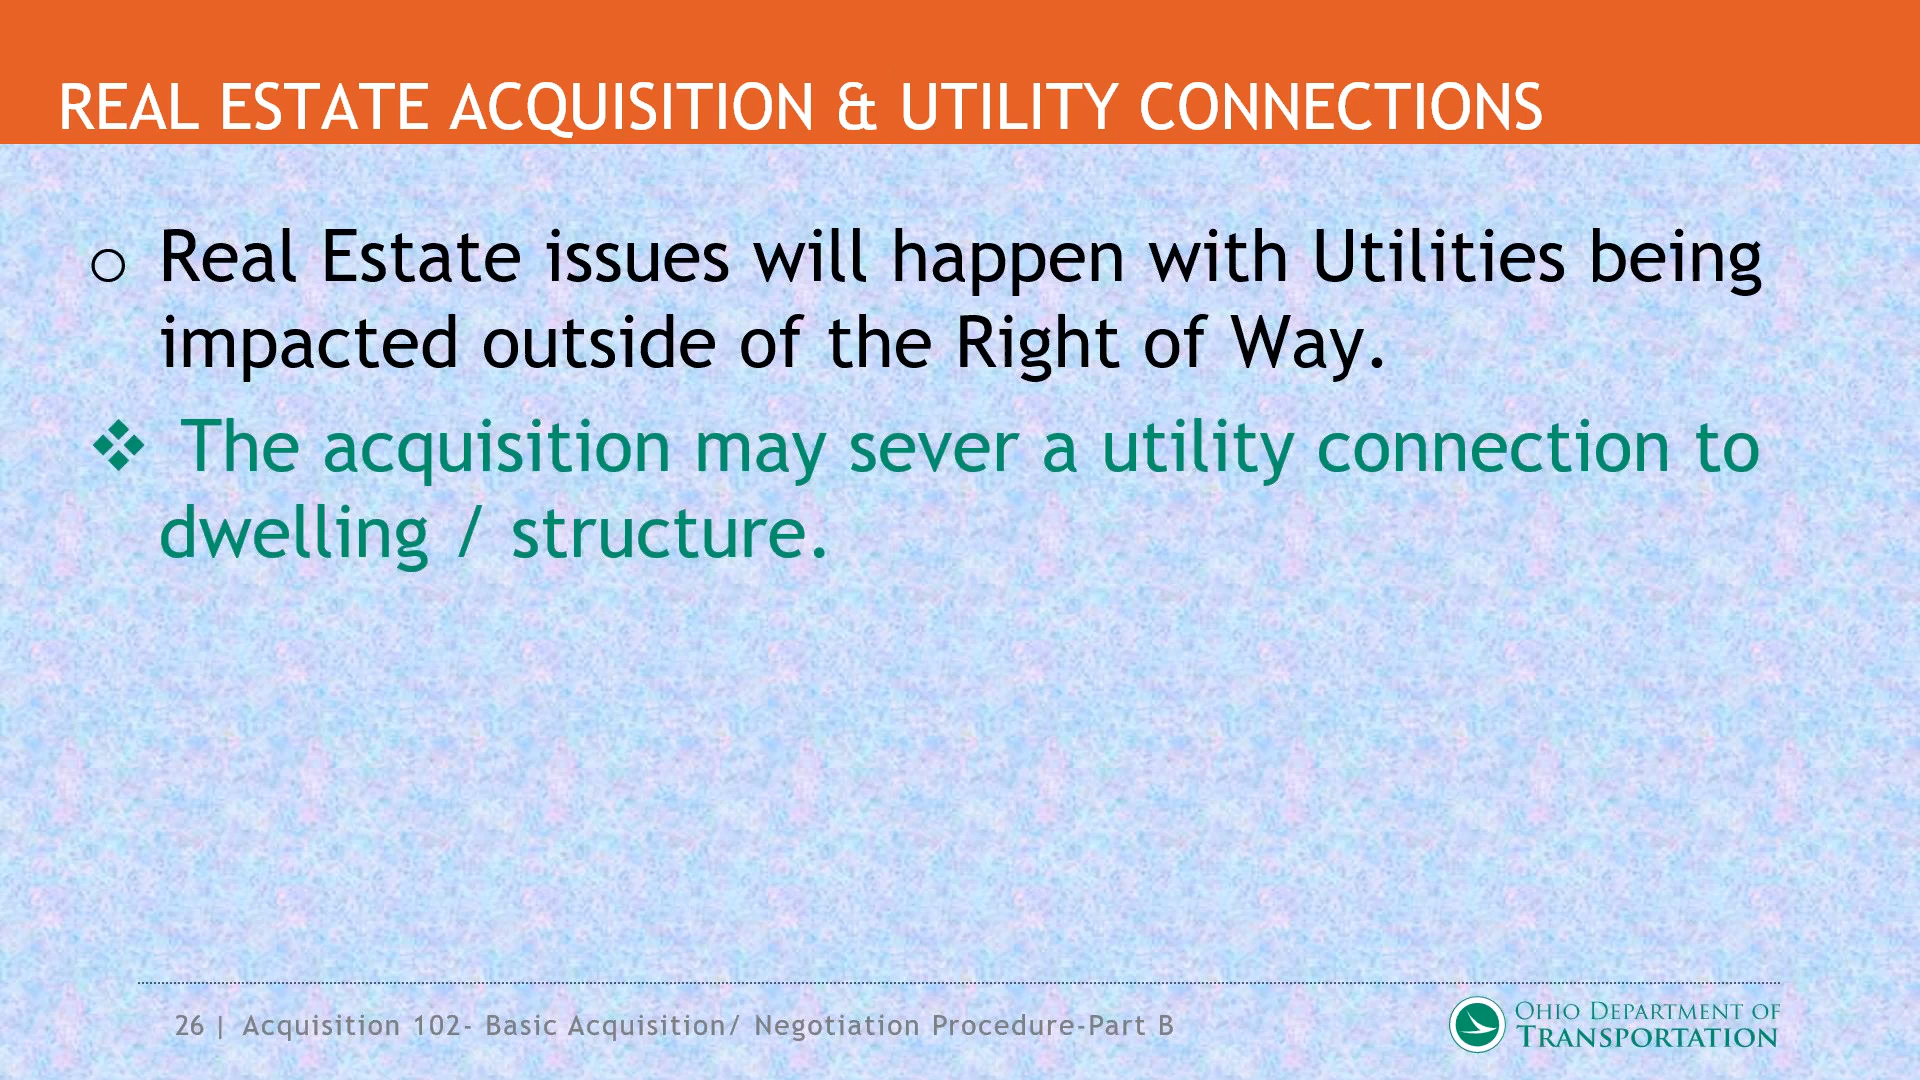 REAL ESTATE ACQUISITION & UTILITY CONNECTIONS
o Real Estate issues will happen with Utilities being
impacted outside of the Right of Way.
❖ The acquisition may sever a utility connection to
dwelling / structure.
26 | Acquisition 102- Basic Acquisition/ Negotiation Procedure-Part B
OHIO DEPARTMENT OF
TRANSPORTATION